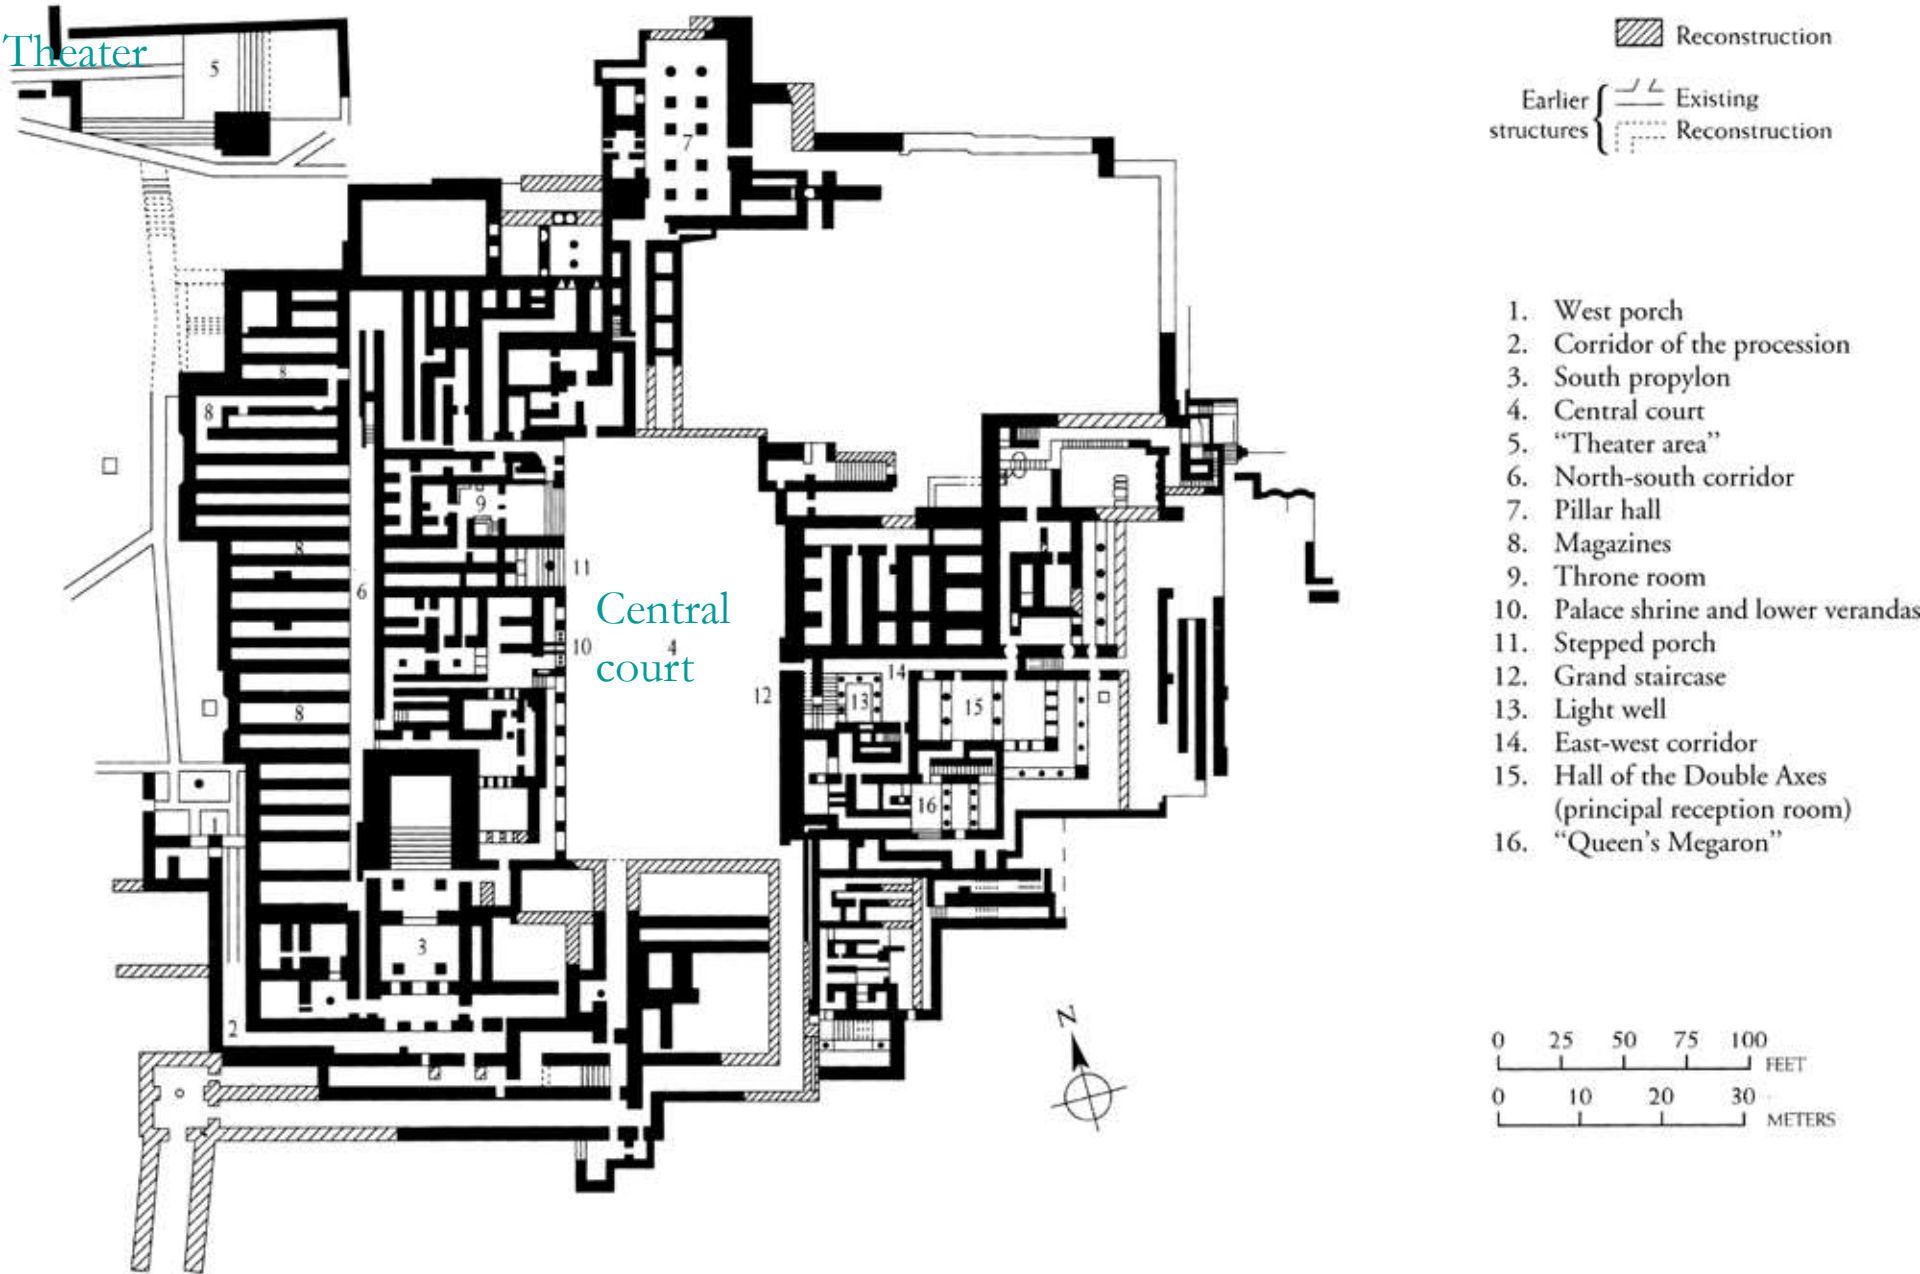 Theater
5
7
8
8
9
8
11
6
Central
4
court
10
14
12
13
15
8
16
1
3
2
N
Reconstruction
Earlier
structures
Existing
Reconstruction
1. West porch
2. Corridor of the procession
3. South propylon
4. Central court
5. “Theater area”
6. North-south corridor
7. Pillar hall
8. Magazines
9. Throne room
10. Palace shrine and lower verandas
11. Stepped porch
12. Grand staircase
13. Light well
14. East-west corridor
15. Hall of the Double Axes
(principal reception room)
16. “Queen’s Megaron”
0 25 50 75 100
FEET
0 10 20 30
METERS